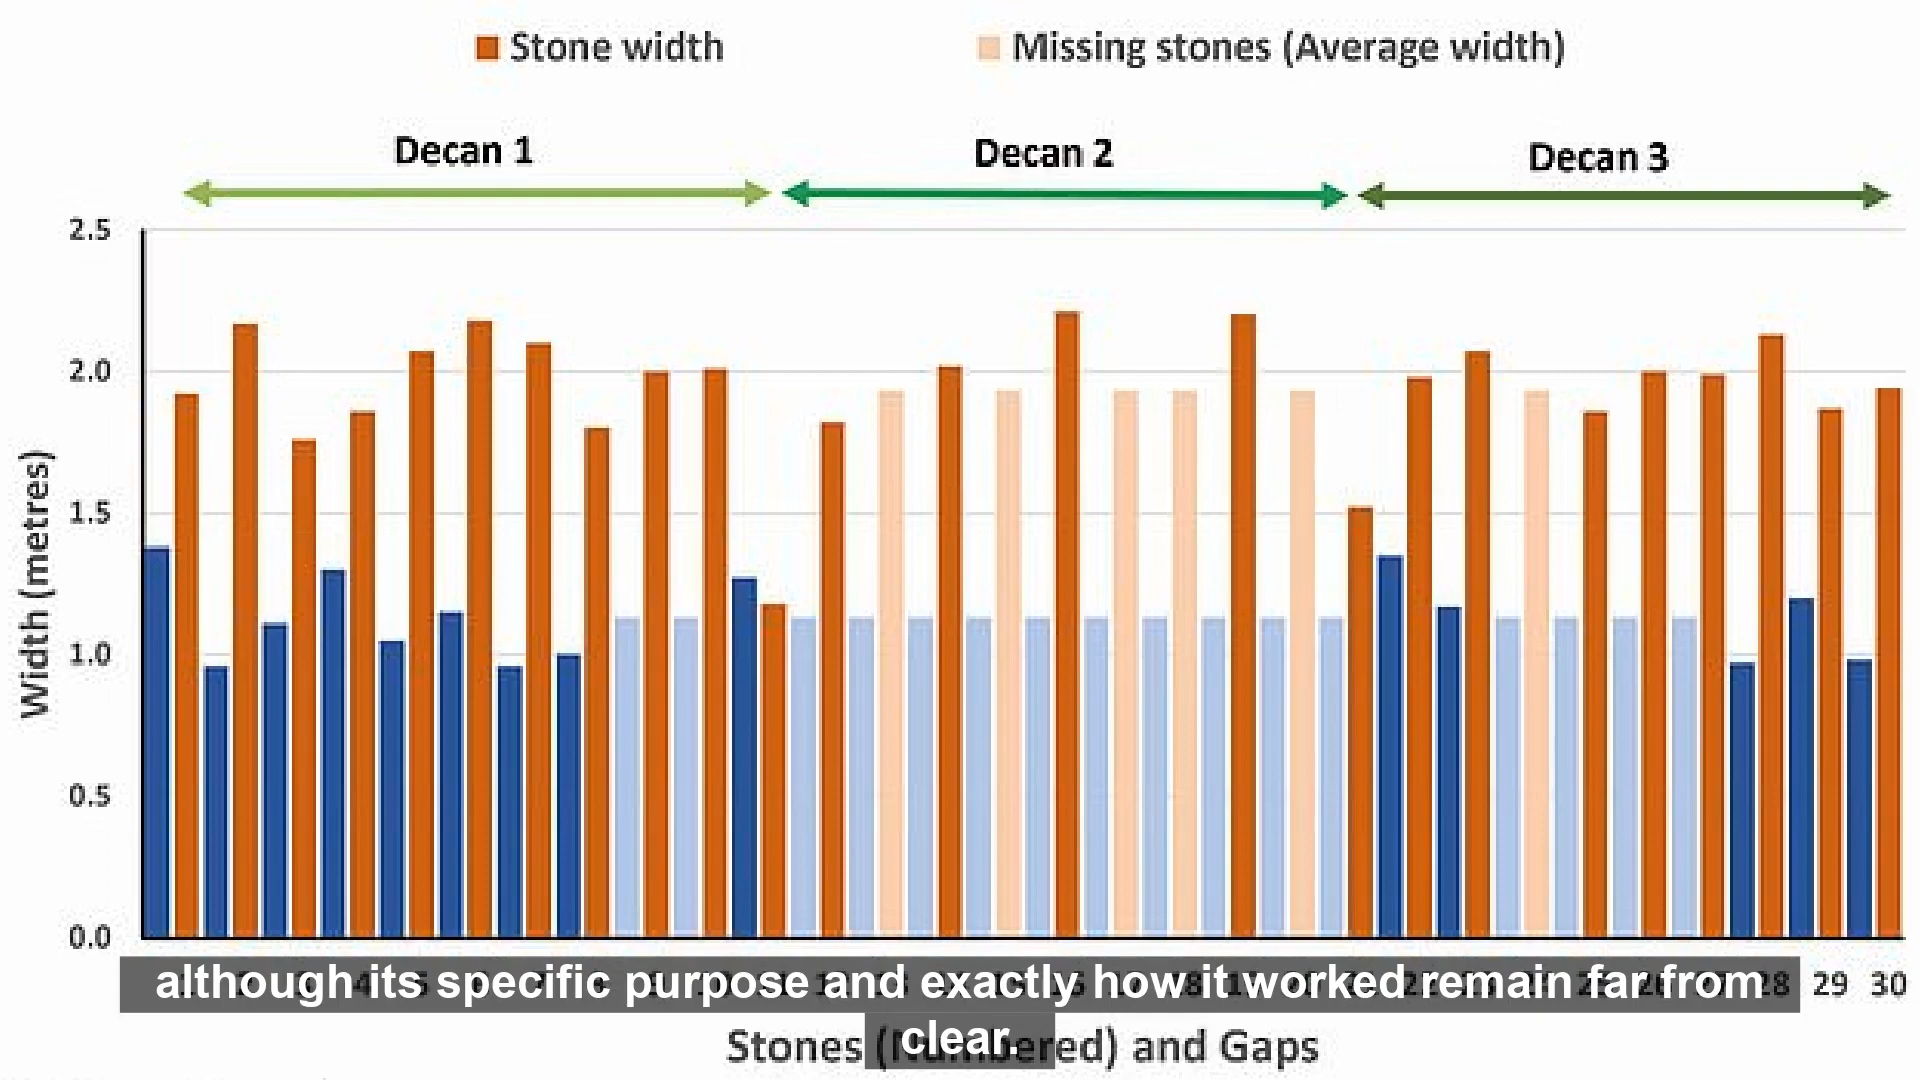 Stone width
Missing stones (Average width)
Decan 1
Decan 2
Decan 3
2.5
2.0
1.5
1.0
0.5
0.0
Width (metres)
28 29 30
although its specific purpose and exactly how it worked remain far from
clear.
Stones (Numbered) and Gaps